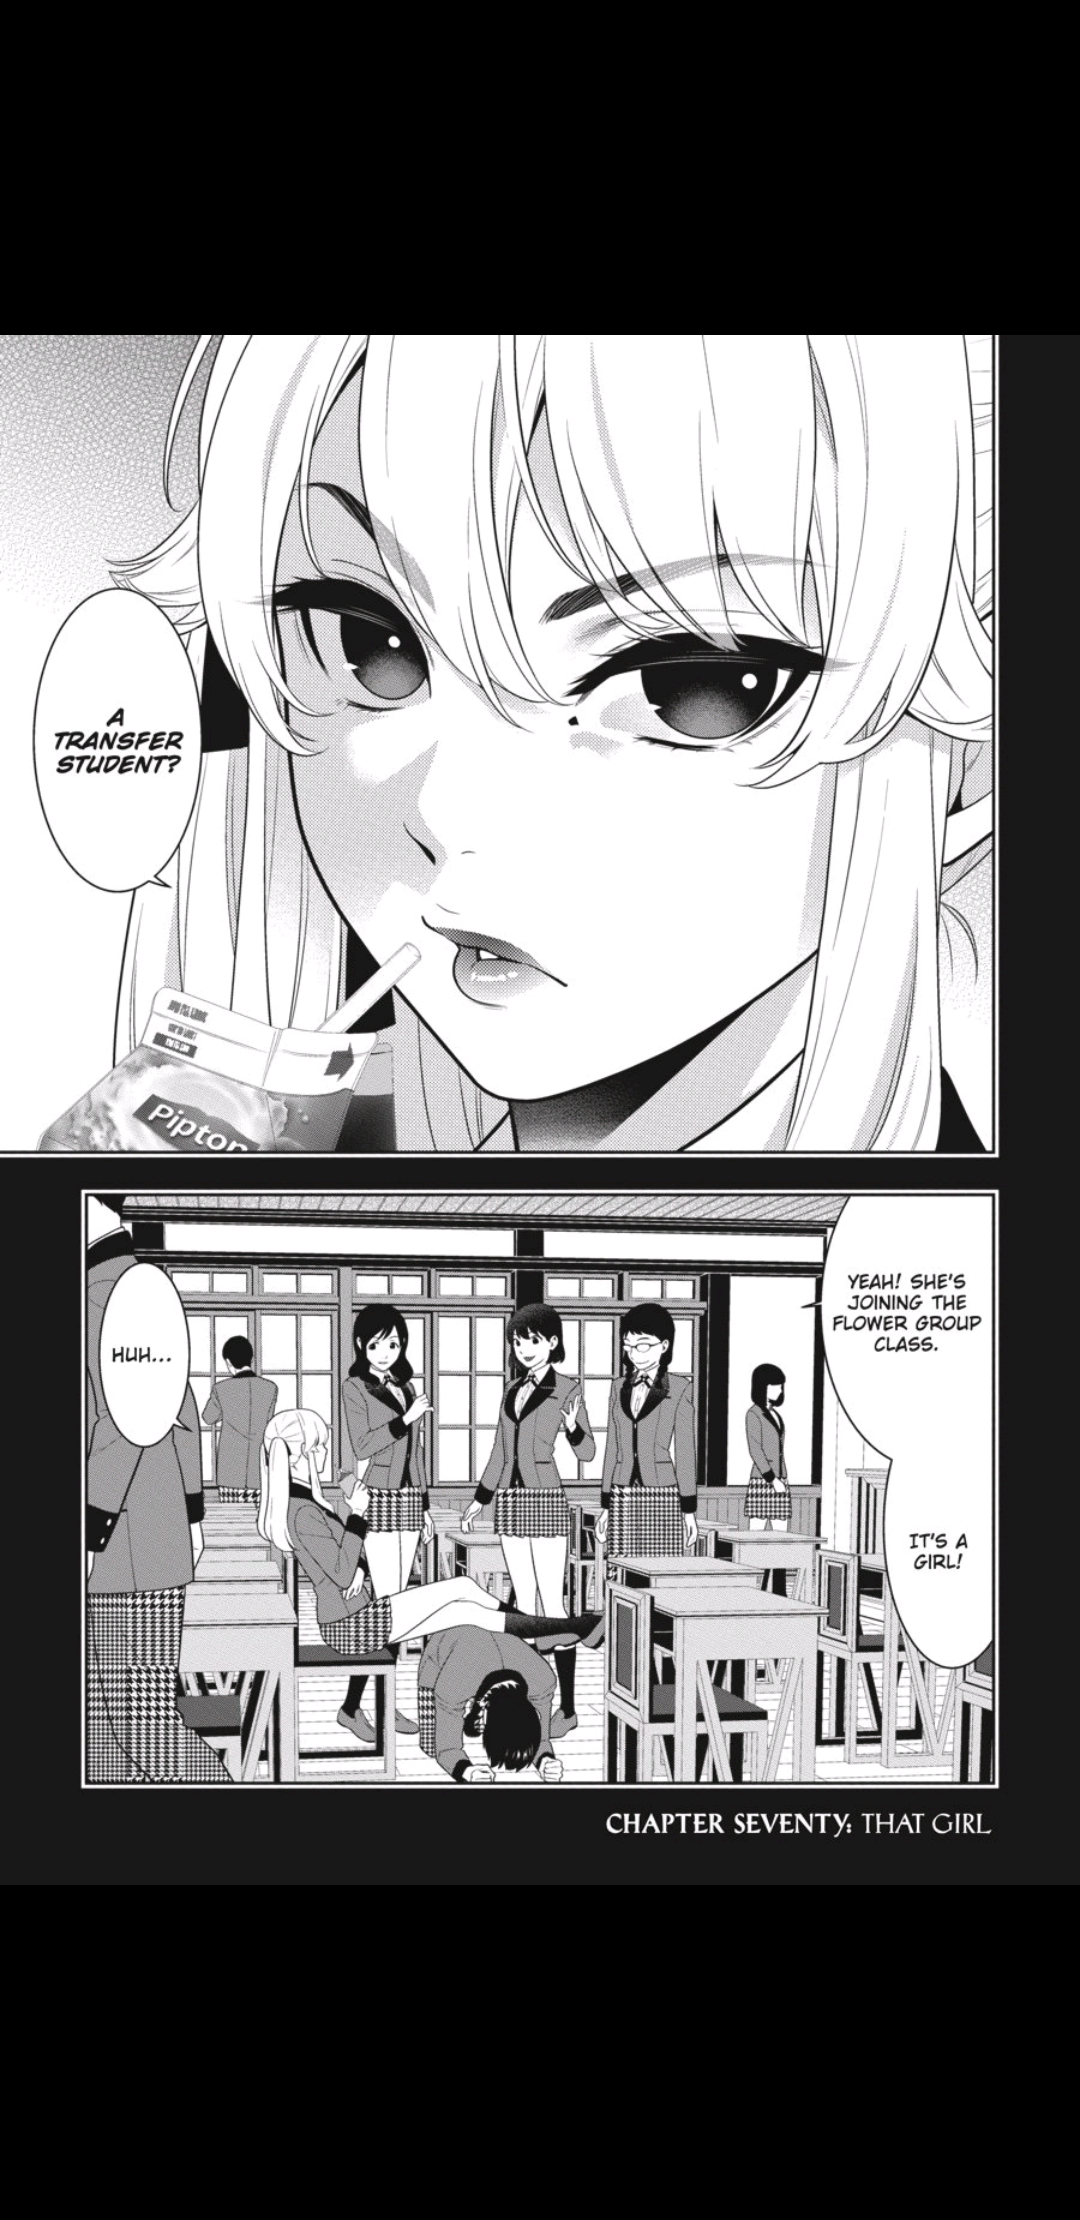 A
TRANSFER
STUDENT?
Pipton
YEAH! SHE'S
JOINING THE
FLOWER GROUP
CLASS.
IT'S A
GIRL!
HUH...
CHAPTER SEVENTY: THAT GIRL